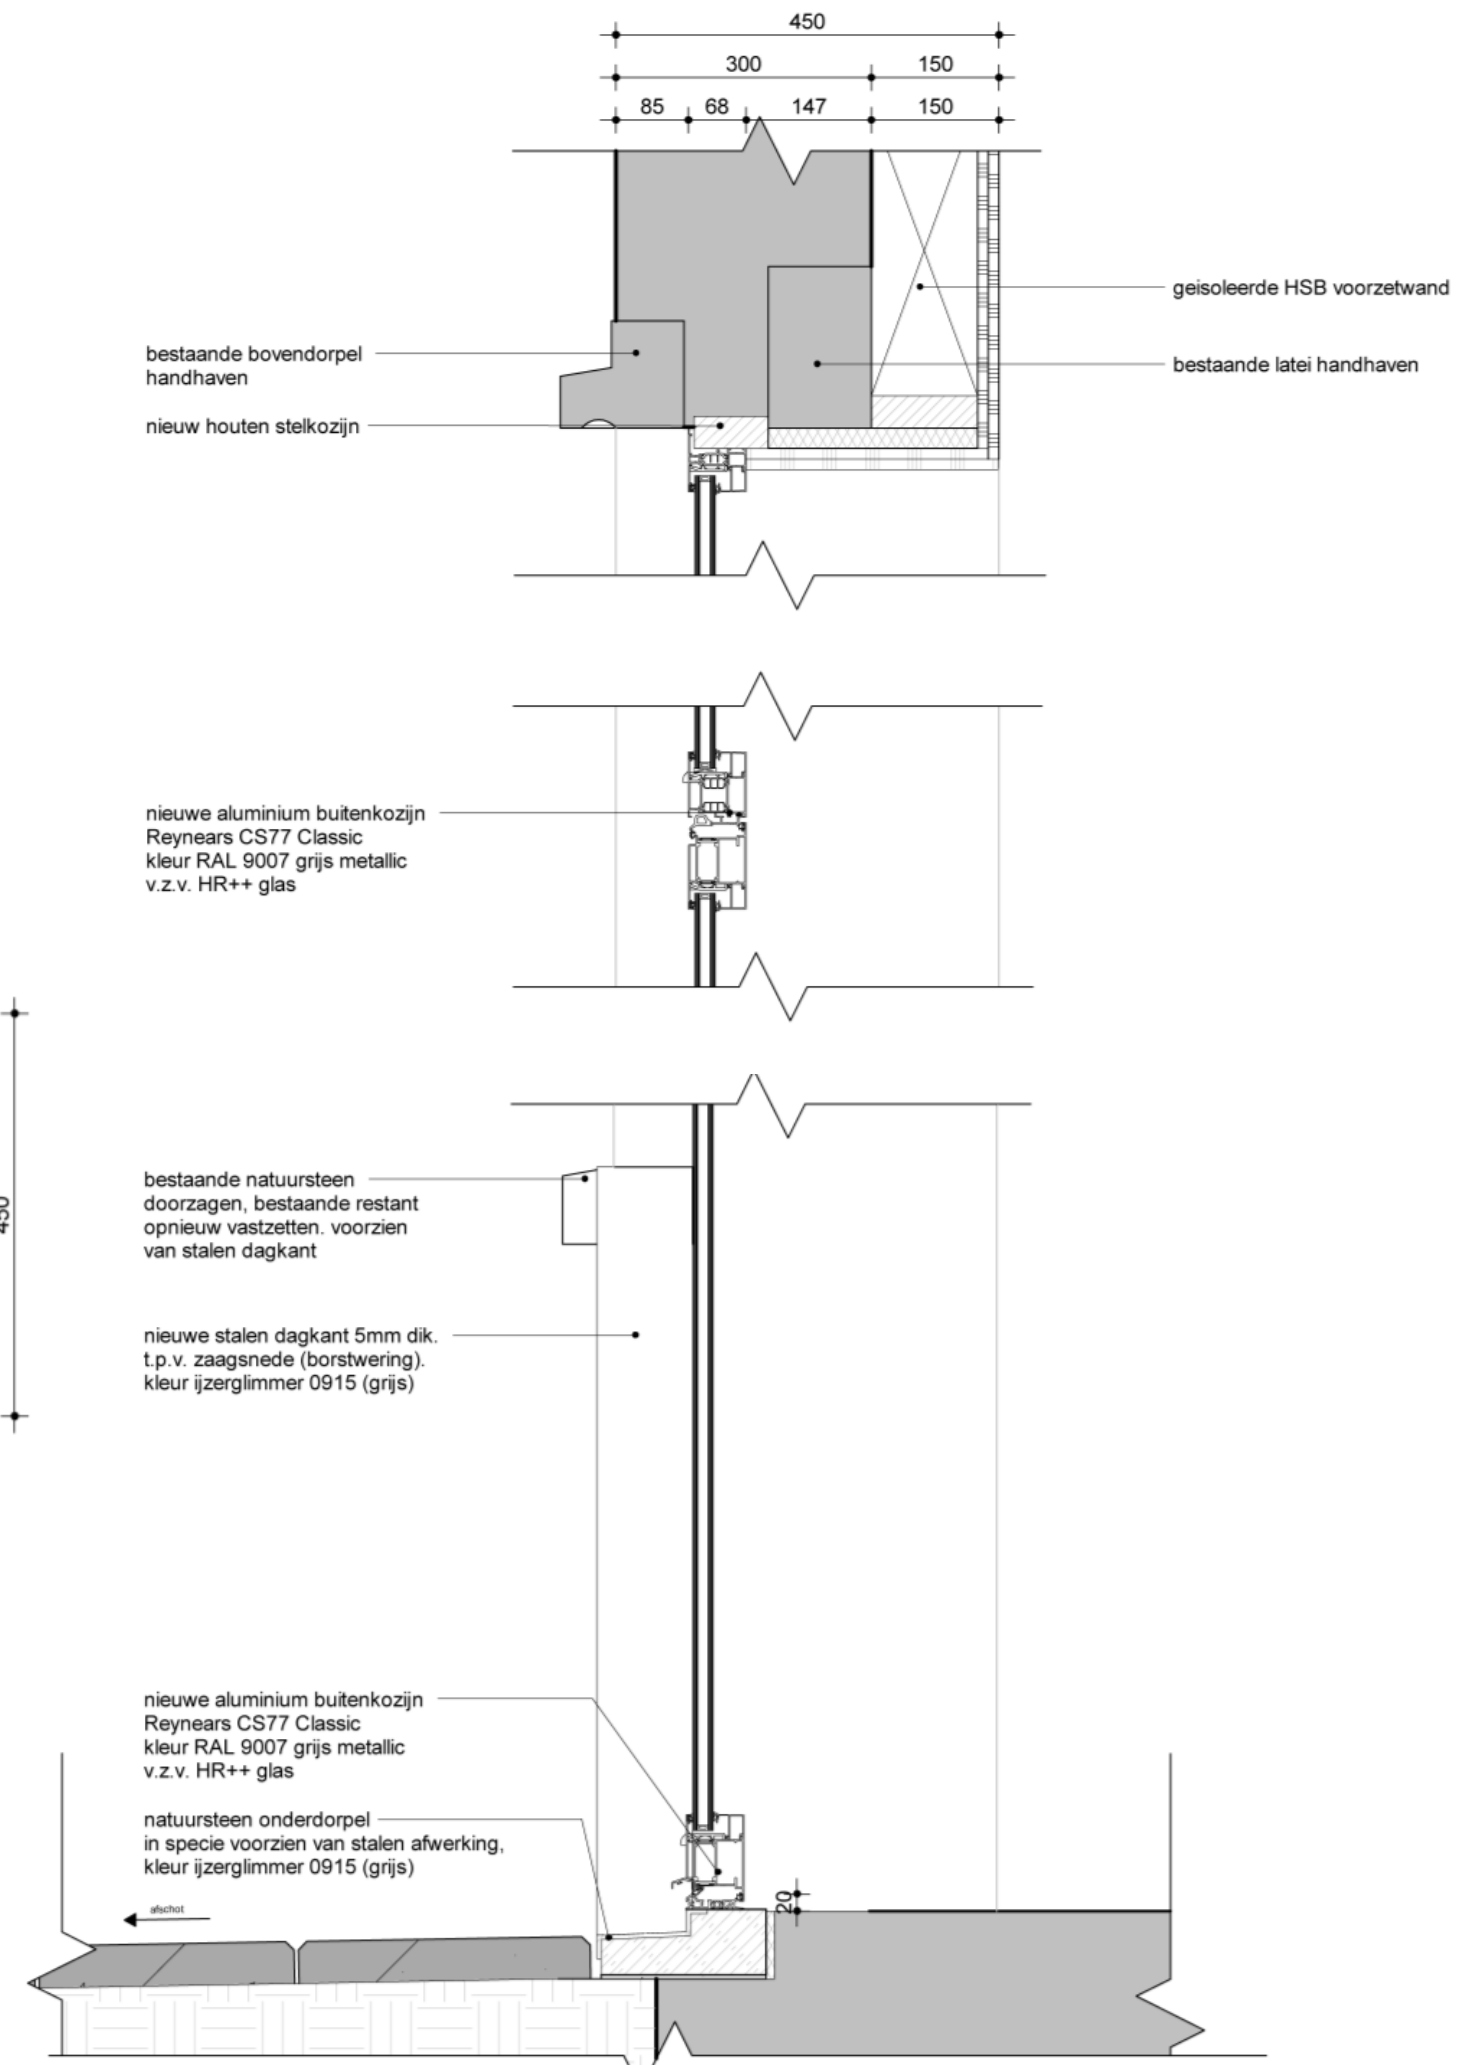 450
300 150
85 68 147 150
geisoleerde HSB voorzetwand
bestaande bovendorpel
handhaven
bestaande latei handhaven
nieuw houten stelkozijn
nieuwe aluminium buitenkozijn
Reynears CS77 Classic
kleur RAL 9007 grijs metallic
v.z.v. HR++ glas
bestaande natuursteen
doorzagen, bestaande restant
opnieuw vastzetten. voorzien
van stalen dagkant
450
nieuwe stalen dagkant 5mm dik.
t.p.v. zaagsnede (borstwering).
kleur ijzerglimmer 0915 (grijs)
nieuwe aluminium buitenkozijn
Reynears CS77 Classic
kleur RAL 9007 grijs metallic
v.z.v. HR++ glas
natuursteen onderdorpel
in specie voorzien van stalen afwerking,
kleur ijzerglimmer 0915 (grijs)
20
afschot